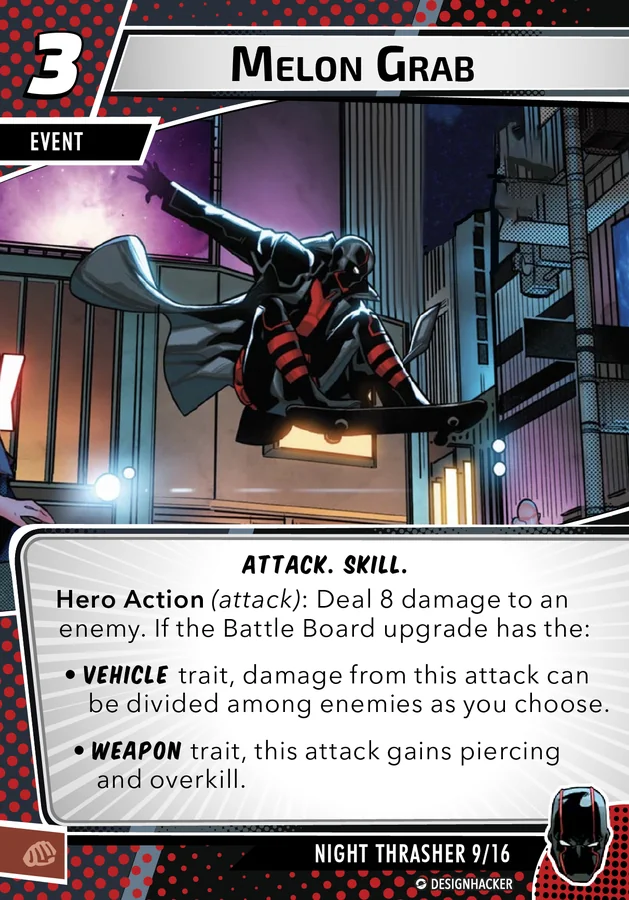 3
MELON GRAB
EVENT
ATTACK. SKILL.
Hero Action (attack): Deal 8 damage to an
enemy. If the Battle Board upgrade has the:
• VEHICLE trait, damage from this attack can
be divided among enemies as you choose.
• WEAPON trait, this attack gains piercing
and overkill.
NIGHT THRASHER 9/16
DESIGNHACKER